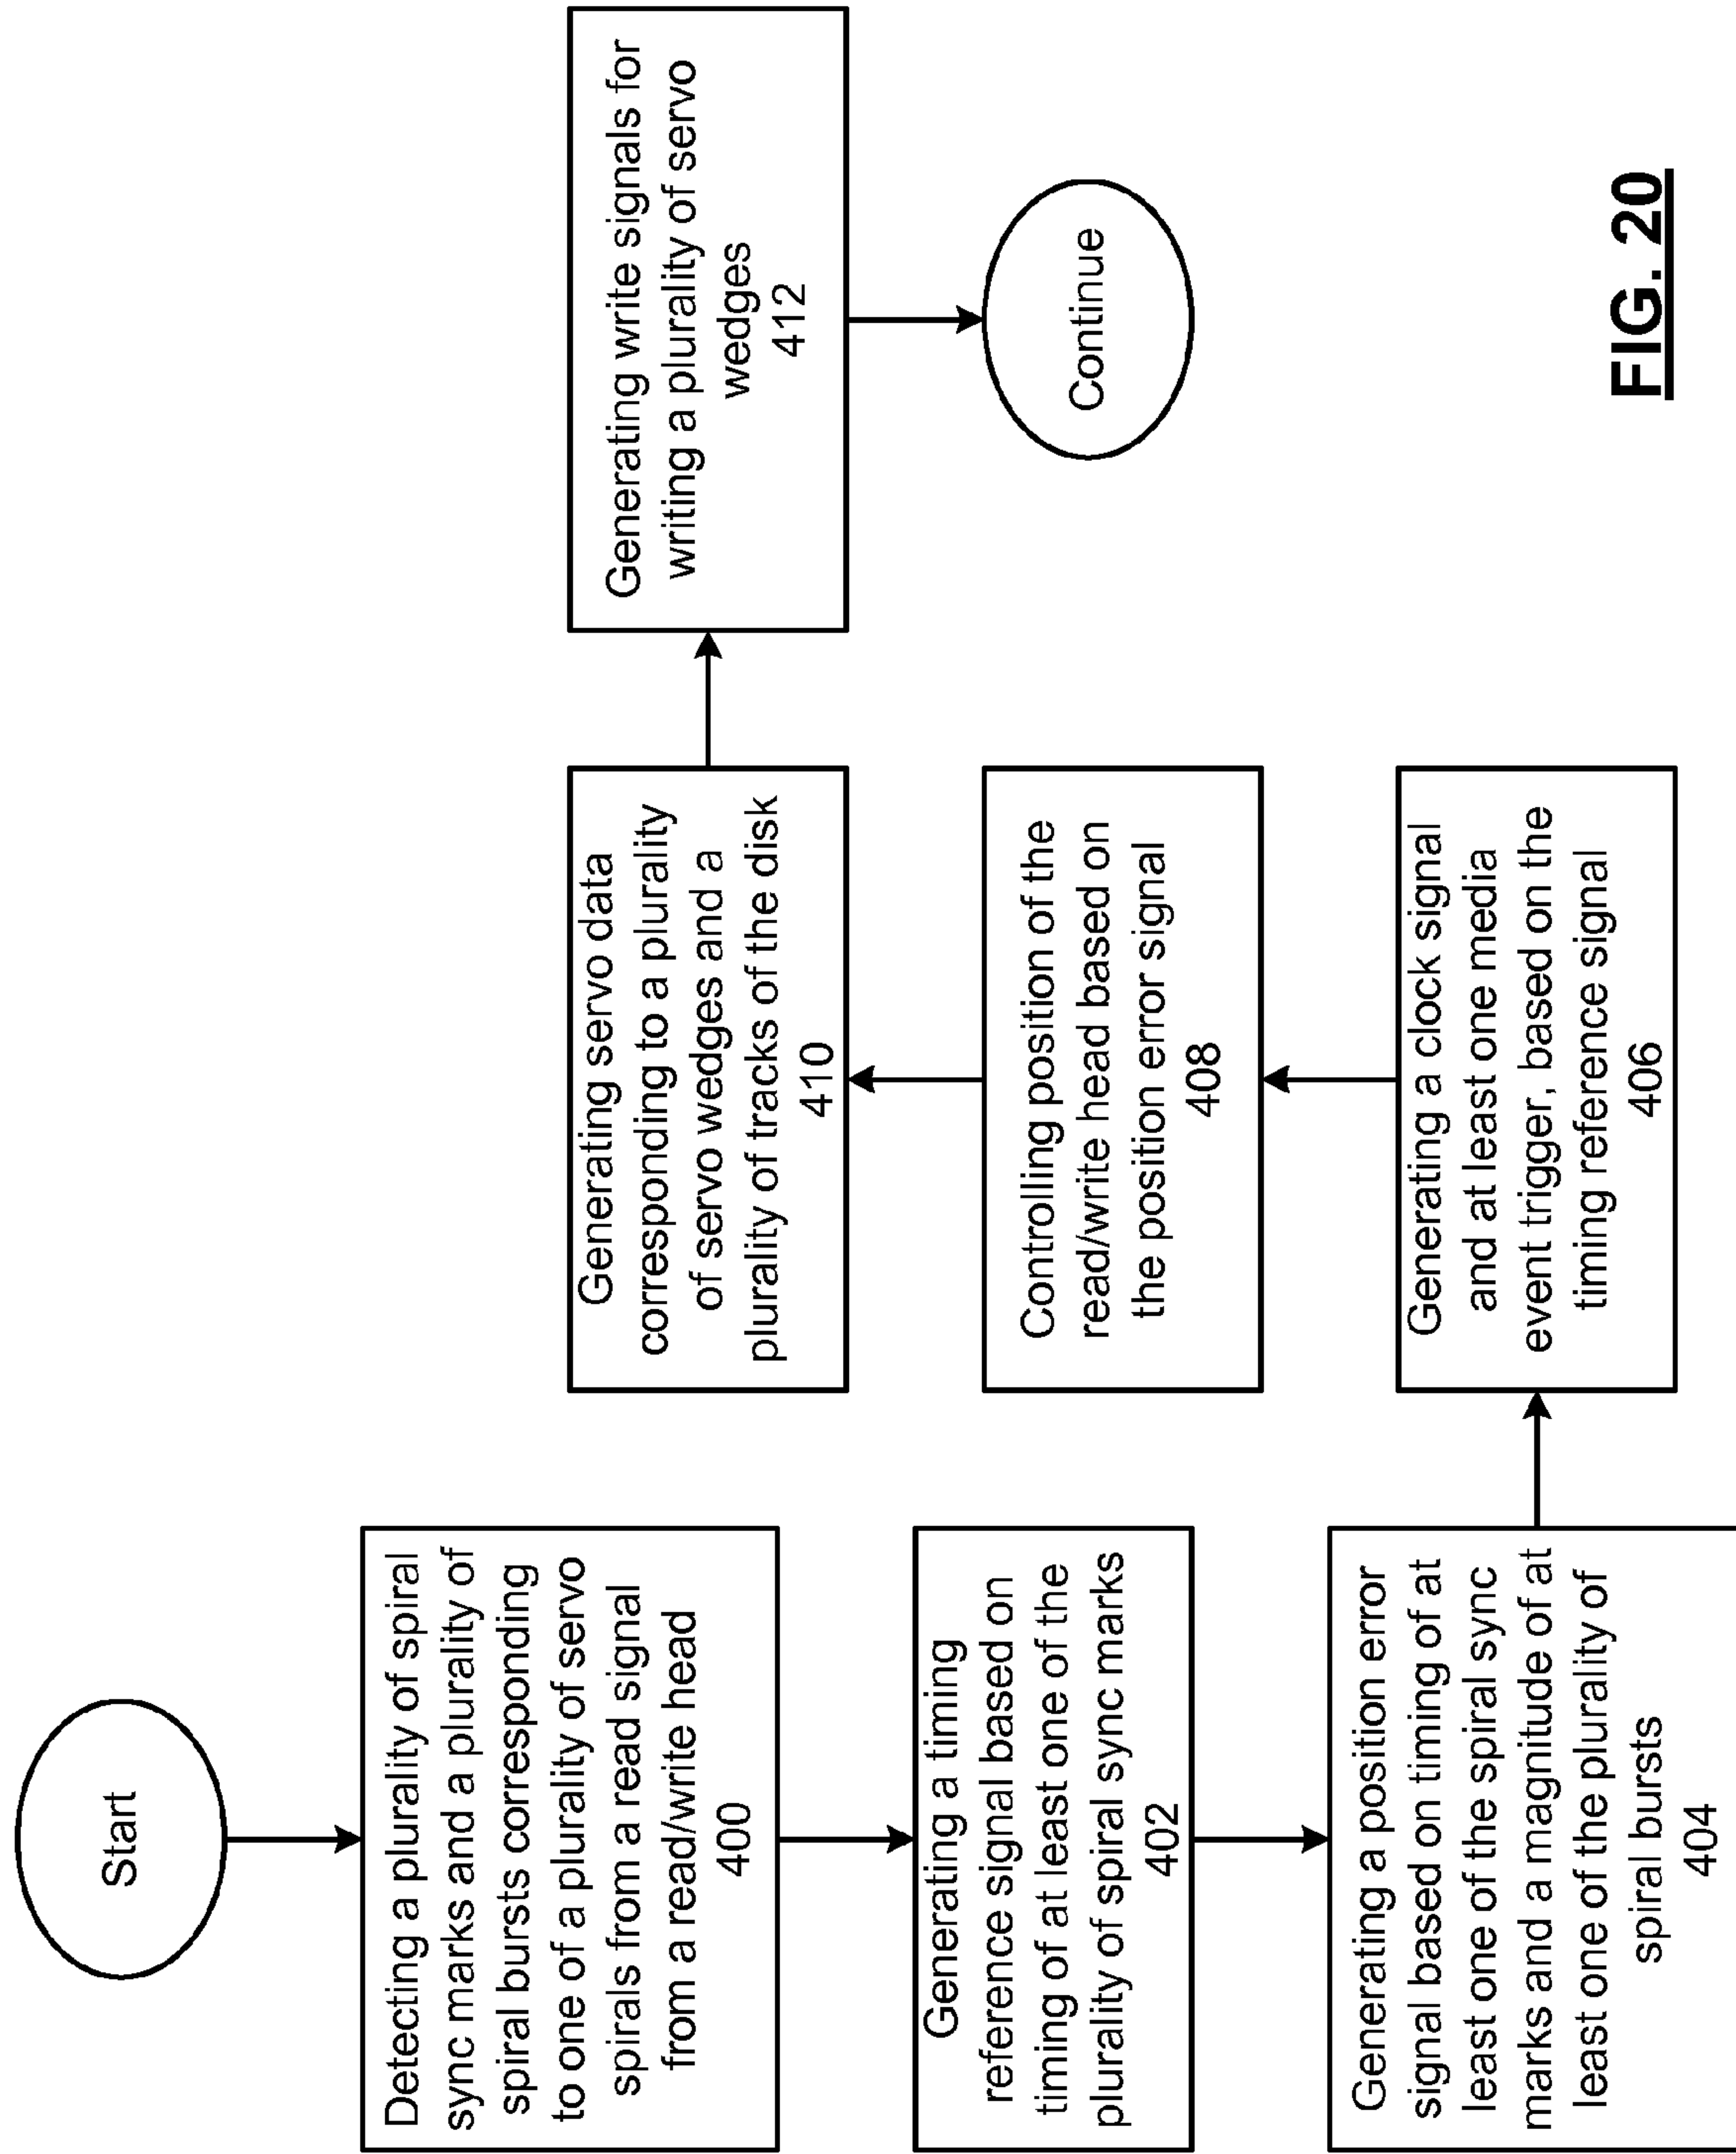 Start
Detecting a plurality of spiral
sync marks and a plurality of
spiral bursts corresponding
to one of a plurality of servo
spirals from a read signal
from a read/write head
400
Generating a timing
reference signal based on
timing of at least one of the
plurality of spiral sync marks
402
Generating a position error
signal based on timing of at
least one of the spiral sync
marks and a magnitude of at
least one of the plurality of
spiral bursts
404
Generating a clock signal
and at least one media
event trigger, based on the
timing reference signal
406
Controlling position of the
read/write head based on
the position error signal
408
Generating servo data
corresponding to a plurality
of servo wedges and a
plurality of tracks of the disk
410
Generating write signals for
writing a plurality of servo
wedges
412
Continue
FIG. 20